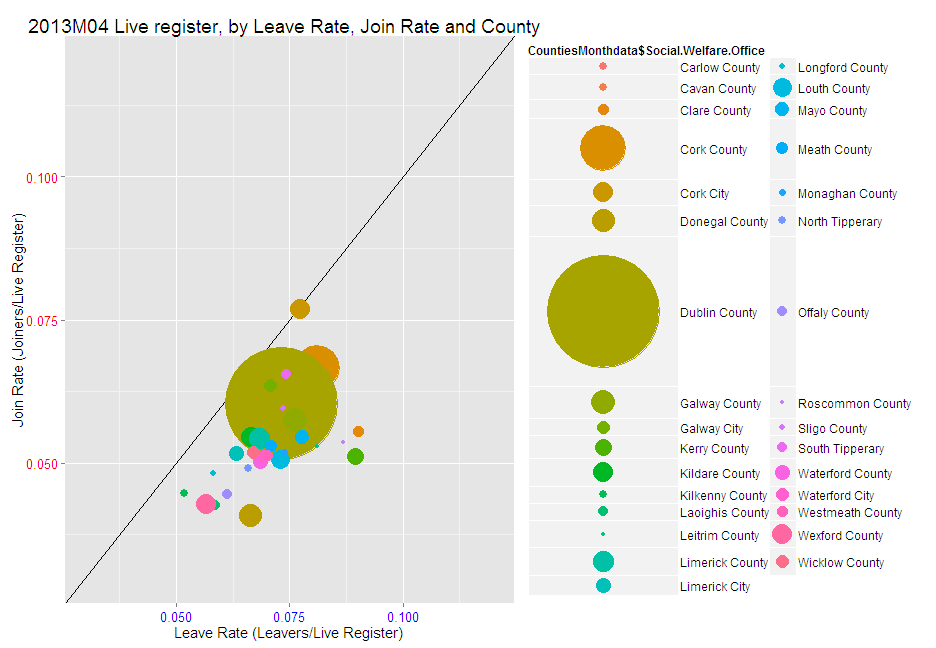 2013M04 Live register, by Leave Rate, Join Rate and County
CountiesMonthdata$Social.Welfare.Office
Join Rate (Joiners/Live Register)
0.100
0.075
0.050
0.050 0.075 0.100
Leave Rate (Leavers/Live Register)
Carlow County
Cavan County
Clare County
Cork County
Cork City
Donegal County
Dublin County
Galway County
Galway City
Kerry County
Kildare County
Kilkenny County
Laoighis County
Leitrim County
Limerick County
Limerick City
Longford County
Louth County
Mayo County
Meath County
Monaghan County
North Tipperary
Offaly County
Roscommon County
Sligo County
South Tipperary
Waterford County
Waterford City
Westmeath County
Wexford County
Wicklow County